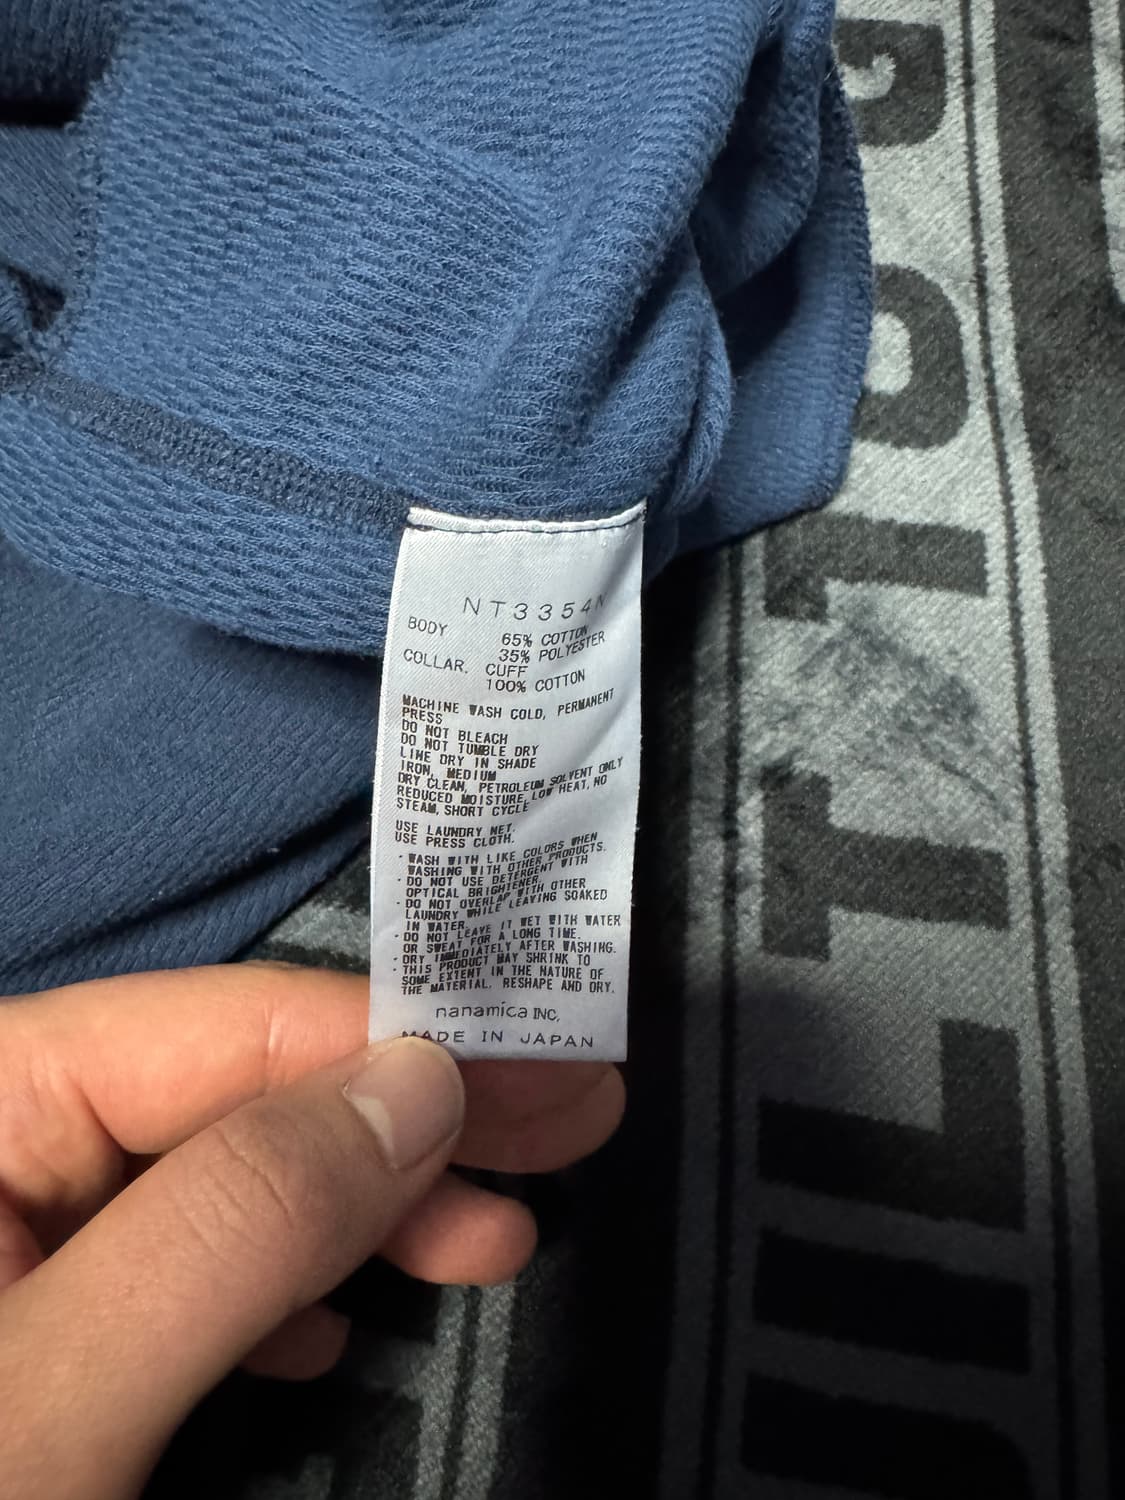 NT3354N
BODY 65% COTTON
35% POLYESTER
COLLAR. CUFF
100% COTTON
MACHINE WASH COLD, PERMANENT
PRESS
DO NOT BLEACH
DO NOT TUMBLE DRY
LINE DRY IN SHADE
IRON, MEDIUM
DRY CLEAN, PETROLEUM SOLVENT ONLY
REDUCED MOISTURE, LOW HEAT, NO
STEAM, SHORT CYCLE
USE LAUNDRY NET.
USE PRESS CLOTH.
· WASH WITH LIKE COLORS WHEN
WASHING WITH OTHER PRODUCTS.
· DO NOT USE DETERGENT WITH
OPTICAL BRIGHTENER.
· DO NOT OVERLAP WITH OTHER
LAUNDRY WHILE LEAVING SOAKED
IN WATER.
· DO NOT LEAVE IT WET WITH WATER
OR SWEAT FOR A LONG TIME.
· DRY IMMEDIATELY AFTER WASHING.
· THIS PRODUCT MAY SHRINK TO
SOME EXTENT IN THE NATURE OF
THE MATERIAL. RESHAPE AND DRY.
nanamica INC.
MADE IN JAPAN